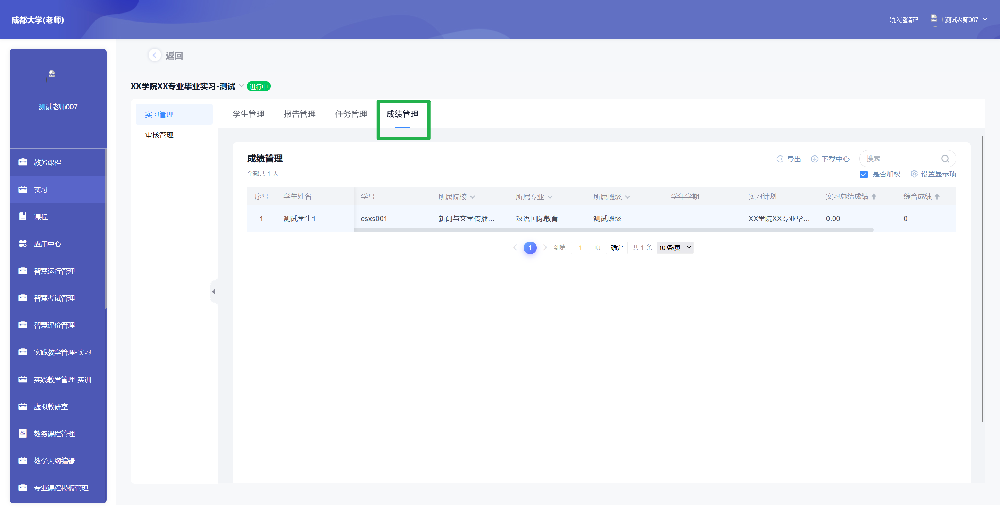 成都大学(老师)
输入邀请码
测试老师007
测试老师007
教务课程
实习
课程
应用中心
智慧运行管理
智慧考试管理
智慧评价管理
实践教学管理-实习
实践教学管理-实训
虚拟教研室
教务课程管理
教学大纲编辑
专业课程模板管理
返回
XX学院XX专业毕业实习-测试 进行中
实习管理
审核管理
学生管理 报告管理 任务管理 成绩管理
成绩管理
全部共 1 人
导出 下载中心 搜索
是否加权 设置显示项
序号 学生姓名 学号 所属院校 所属专业 所属班级 学年学期 实习计划 实习总结成绩 综合成绩
1 测试学生1 csxs001 新闻与文学传播... 汉语国际教育 测试班级 XX学院XX专业毕... 0.00 0
1 到第 1 页 确定 共 1 条 10 条/页